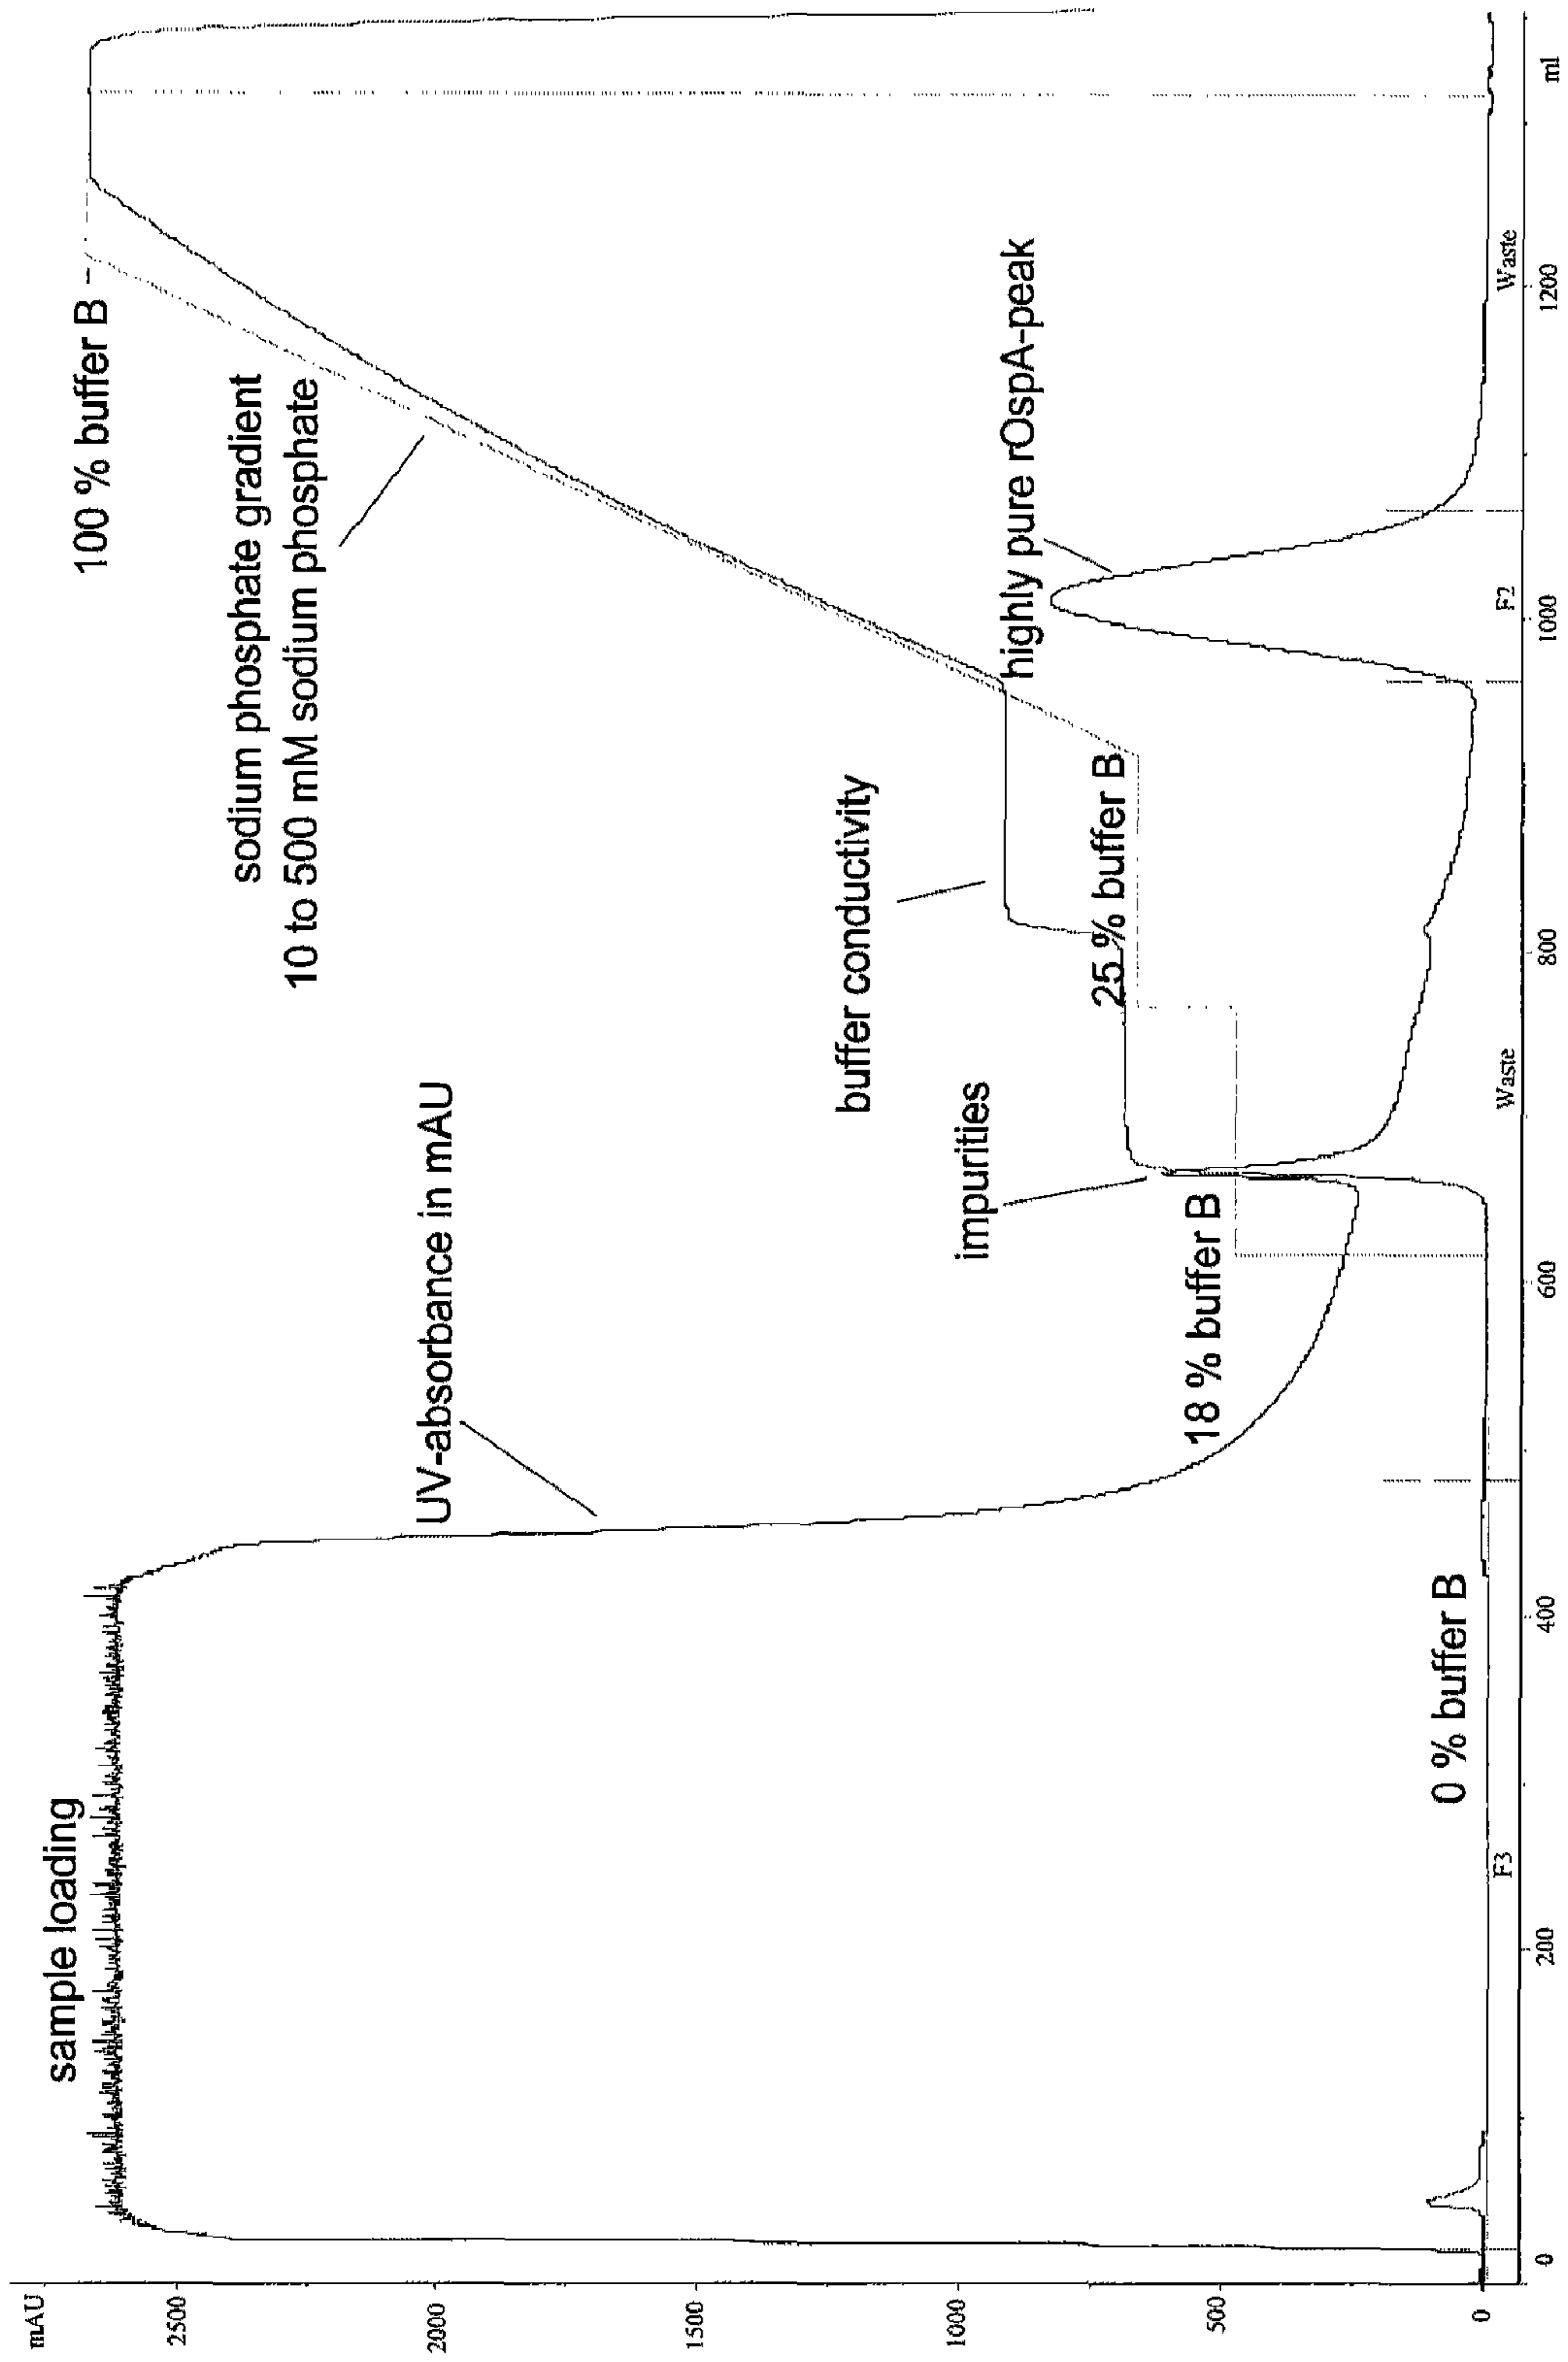 mAU
2500
2000
1500
1000
500
0
sample loading
UV-absorbance in mAU
100 % buffer B
sodium phosphate gradient
10 to 500 mM sodium phosphate
buffer conductivity
impurities
highly pure rOspA-peak
25 % buffer B
18 % buffer B
0 % buffer B
F3
Waste
F2
Waste
0
200
400
600
800
1000
1200
ml